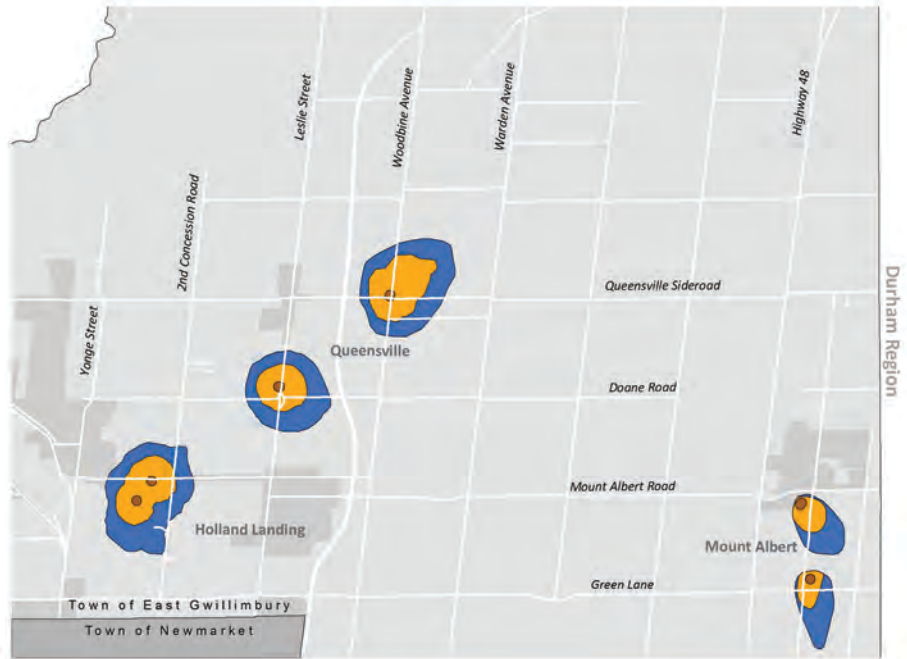 Leslie Street
Woodbine Avenue
Warden Avenue
Highway 48
2nd Concession Road
Yonge Street
Queensville Sideroad
Durham Region
Queensville
Doane Road
Mount Albert Road
Holland Landing
Mount Albert
Green Lane
Town of East Gwillimbury
Town of Newmarket